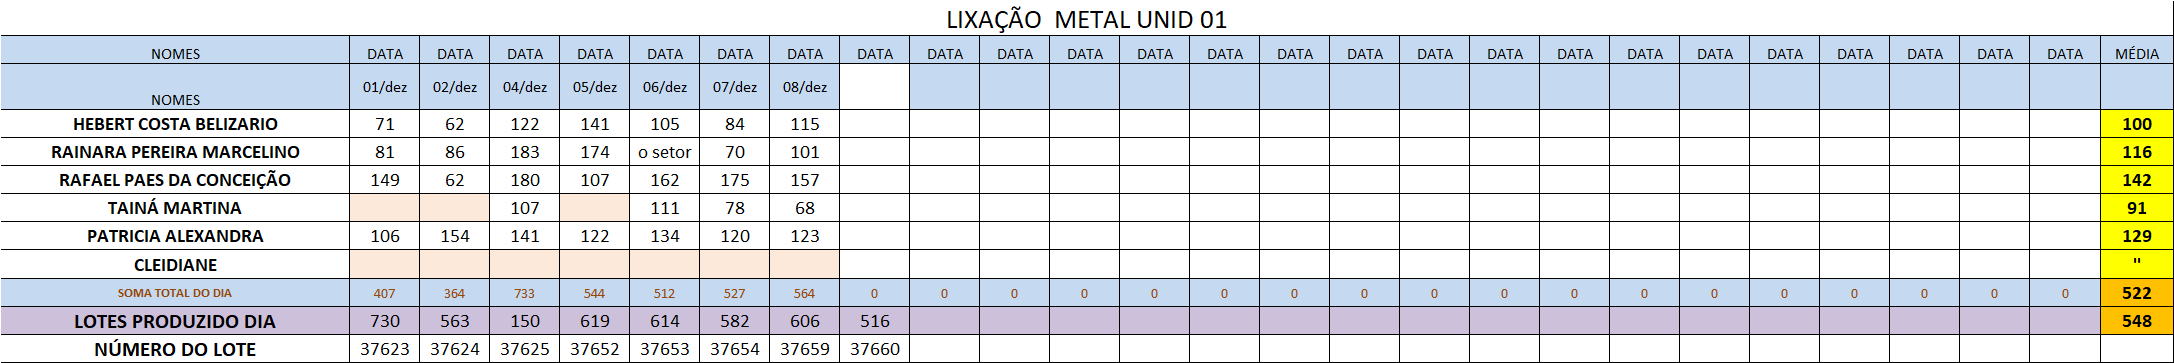 LIXAÇÃO METAL UNID 01
NOMES DATA DATA DATA DATA DATA DATA DATA DATA DATA DATA DATA DATA DATA DATA DATA DATA DATA DATA DATA DATA DATA DATA DATA DATA DATA MÉDIA
NOMES 01/dez 02/dez 04/dez 05/dez 06/dez 07/dez 08/dez
HEBERT COSTA BELIZARIO 71 62 122 141 105 84 115 100
RAINARA PEREIRA MARCELINO 81 86 183 174 o setor 70 101 116
RAFAEL PAES DA CONCEIÇÃO 149 62 180 107 162 175 157 142
TAINÁ MARTINA 107 111 78 68 91
PATRICIA ALEXANDRA 106 154 141 122 134 120 123 129
CLEIDIANE "
SOMA TOTAL DO DIA 407 364 733 544 512 527 564 0 0 0 0 0 0 0 0 0 0 0 0 0 0 0 0 0 0 522
LOTES PRODUZIDO DIA 730 563 150 619 614 582 606 516 548
NÚMERO DO LOTE 37623 37624 37625 37652 37653 37654 37659 37660